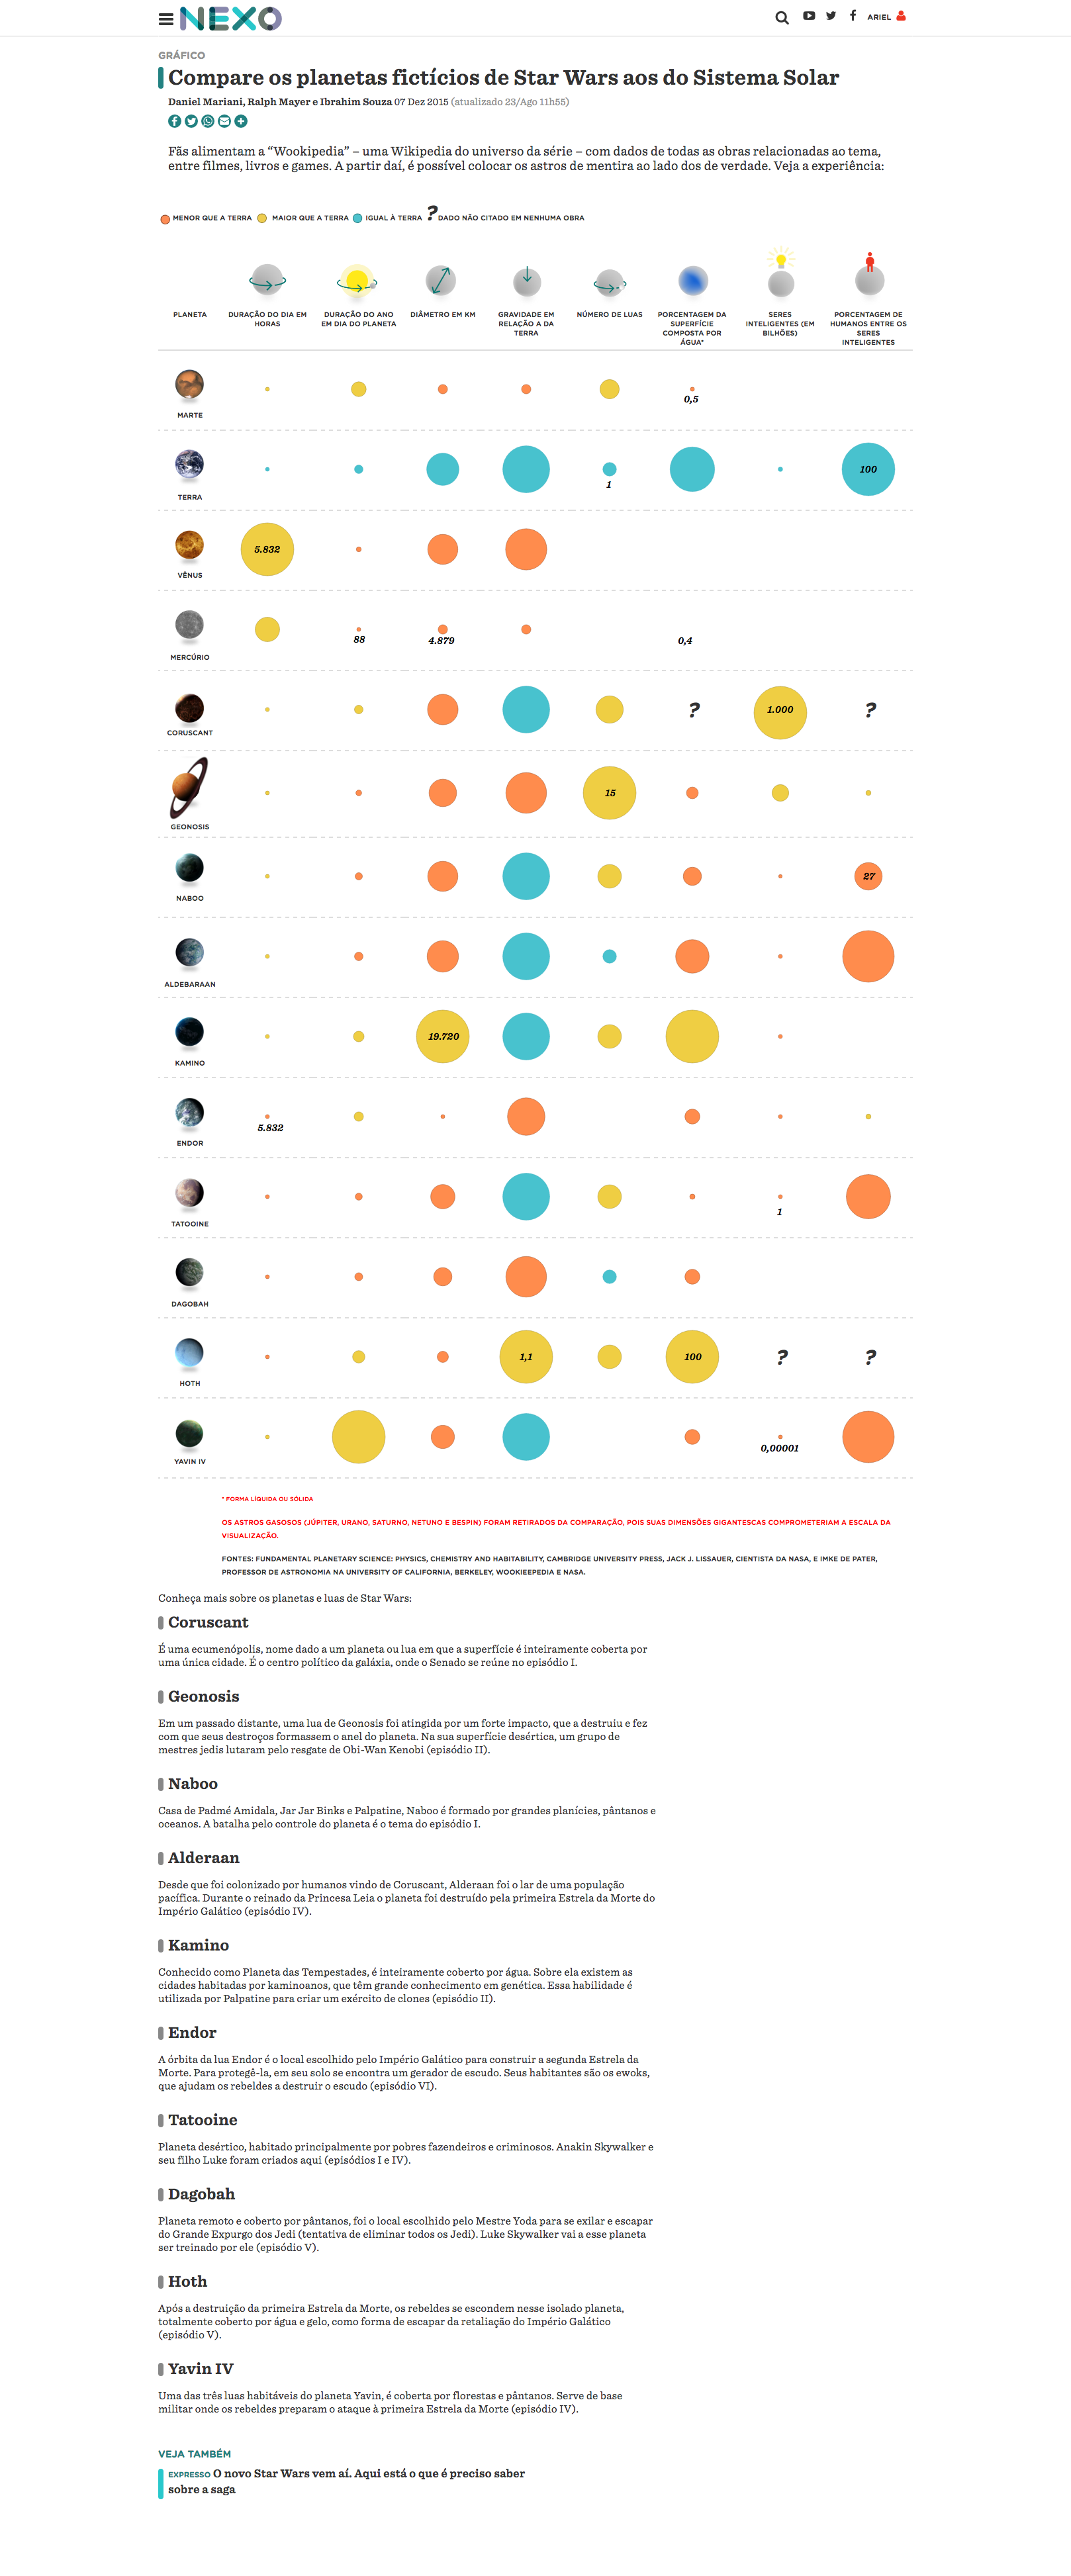 NEXO
ARIEL
GRÁFICO
Compare os planetas fictícios de Star Wars aos do Sistema Solar
Daniel Mariani, Ralph Mayer e Ibrahim Souza 07 Dez 2015 (atualizado 23/Ago 11h55)
Fãs alimentam a “Wookipedia” – uma Wikipedia do universo da série – com dados de todas as obras relacionadas ao tema,
entre filmes, livros e games. A partir daí, é possível colocar os astros de mentira ao lado dos de verdade. Veja a experiência:
MENOR QUE A TERRA MAIOR QUE A TERRA IGUAL À TERRA ? DADO NÃO CITADO EM NENHUMA OBRA
PLANETA
DURAÇÃO DO DIA EM
HORAS
DURAÇÃO DO ANO
EM DIA DO PLANETA
DIÂMETRO EM KM
GRAVIDADE EM
RELAÇÃO A DA
TERRA
NÚMERO DE LUAS
PORCENTAGEM DA
SUPERFÍCIE
COMPOSTA POR
ÁGUA*
SERES
INTELIGENTES (EM
BILHÕES)
PORCENTAGEM DE
HUMANOS ENTRE OS
SERES
INTELIGENTES
0,5
MARTE
100
1
TERRA
5.832
VÊNUS
88 4.879 0,4
MERCÚRIO
? 1.000 ?
CORUSCANT
15
GEONOSIS
27
NABOO
ALDEBARAAN
19.720
KAMINO
5.832
ENDOR
1
TATOOINE
DAGOBAH
1,1 100 ? ?
HOTH
0,00001
YAVIN IV
* FORMA LÍQUIDA OU SÓLIDA
OS ASTROS GASOSOS (JÚPITER, URANO, SATURNO, NETUNO E BESPIN) FORAM RETIRADOS DA COMPARAÇÃO, POIS SUAS DIMENSÕES GIGANTESCAS COMPROMETERIAM A ESCALA DA
VISUALIZAÇÃO.
FONTES: FUNDAMENTAL PLANETARY SCIENCE: PHYSICS, CHEMISTRY AND HABITABILITY, CAMBRIDGE UNIVERSITY PRESS, JACK J. LISSAUER, CIENTISTA DA NASA, E IMKE DE PATER,
PROFESSOR DE ASTRONOMIA NA UNIVERSITY OF CALIFORNIA, BERKELEY, WOOKIEEPEDIA E NASA.
Conheça mais sobre os planetas e luas de Star Wars:
Coruscant
É uma ecumenópolis, nome dado a um planeta ou lua em que a superfície é inteiramente coberta por
uma única cidade. É o centro político da galáxia, onde o Senado se reúne no episódio I.
Geonosis
Em um passado distante, uma lua de Geonosis foi atingida por um forte impacto, que a destruiu e fez
com que seus destroços formassem o anel do planeta. Na sua superfície desértica, um grupo de
mestres jedis lutaram pelo resgate de Obi-Wan Kenobi (episódio II).
Naboo
Casa de Padmé Amidala, Jar Jar Binks e Palpatine, Naboo é formado por grandes planícies, pântanos e
oceanos. A batalha pelo controle do planeta é o tema do episódio I.
Alderaan
Desde que foi colonizado por humanos vindo de Coruscant, Alderaan foi o lar de uma população
pacífica. Durante o reinado da Princesa Leia o planeta foi destruído pela primeira Estrela da Morte do
Império Galático (episódio IV).
Kamino
Conhecido como Planeta das Tempestades, é inteiramente coberto por água. Sobre ela existem as
cidades habitadas por kaminoanos, que têm grande conhecimento em genética. Essa habilidade é
utilizada por Palpatine para criar um exército de clones (episódio II).
Endor
A órbita da lua Endor é o local escolhido pelo Império Galático para construir a segunda Estrela da
Morte. Para protegê-la, em seu solo se encontra um gerador de escudo. Seus habitantes são os ewoks,
que ajudam os rebeldes a destruir o escudo (episódio VI).
Tatooine
Planeta desértico, habitado principalmente por pobres fazendeiros e criminosos. Anakin Skywalker e
seu filho Luke foram criados aqui (episódios I e IV).
Dagobah
Planeta remoto e coberto por pântanos, foi o local escolhido pelo Mestre Yoda para se exilar e escapar
do Grande Expurgo dos Jedi (tentativa de eliminar todos os Jedi). Luke Skywalker vai a esse planeta
ser treinado por ele (episódio V).
Hoth
Após a destruição da primeira Estrela da Morte, os rebeldes se escondem nesse isolado planeta,
totalmente coberto por água e gelo, como forma de escapar da retaliação do Império Galático
(episódio V).
Yavin IV
Uma das três luas habitáveis do planeta Yavin, é coberta por florestas e pântanos. Serve de base
militar onde os rebeldes preparam o ataque à primeira Estrela da Morte (episódio IV).
VEJA TAMBÉM
EXPRESSO O novo Star Wars vem aí. Aqui está o que é preciso saber
sobre a saga